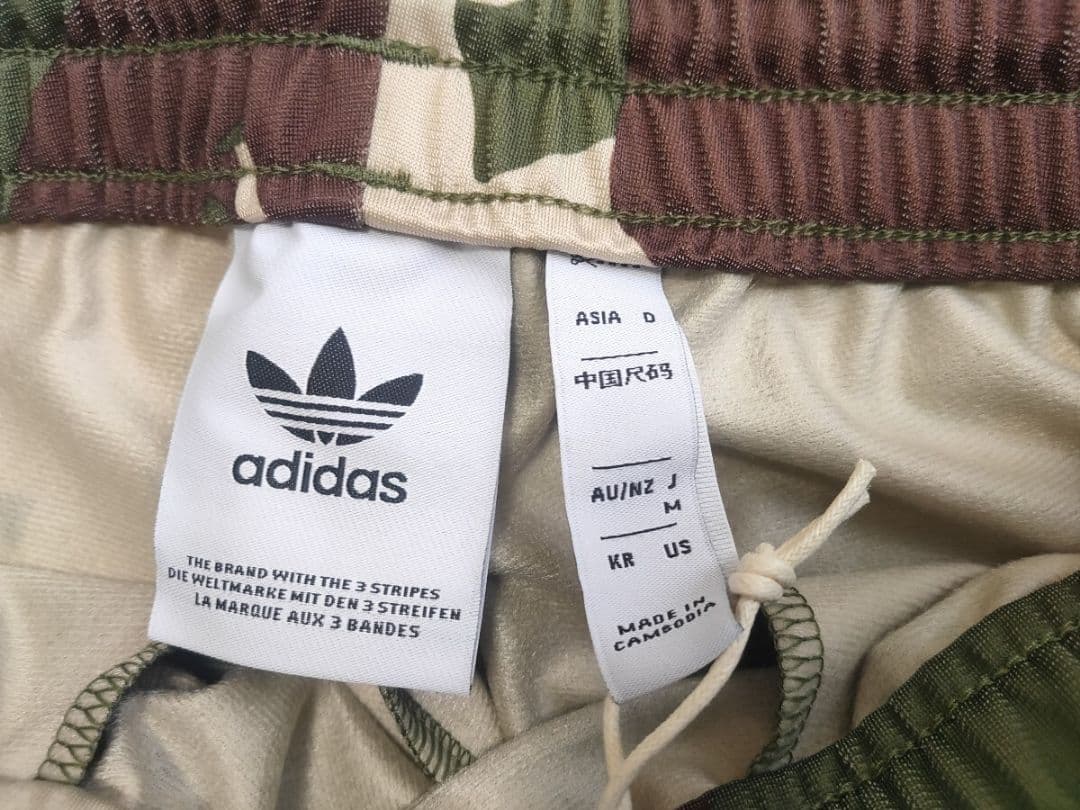 adidas
THE BRAND WITH THE 3 STRIPES
DIE WELTMARKE MIT DEN 3 STREIFEN
LA MARQUE AUX 3 BANDES
ASIA D
中国尺码
AU/NZ J
M
KR US
MADE IN
CAMBODIA